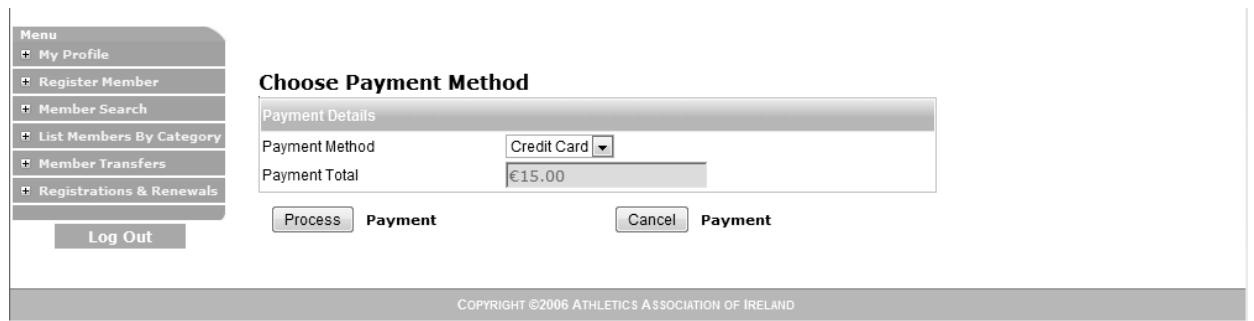 Menu
My Profile
Register Member
Member Search
List Members By Category
Member Transfers
Registrations & Renewals
Log Out
Choose Payment Method
Payment Details
Payment Method Credit Card
Payment Total €15.00
Process Payment Cancel Payment
COPYRIGHT ©2006 ATHLETICS ASSOCIATION OF IRELAND